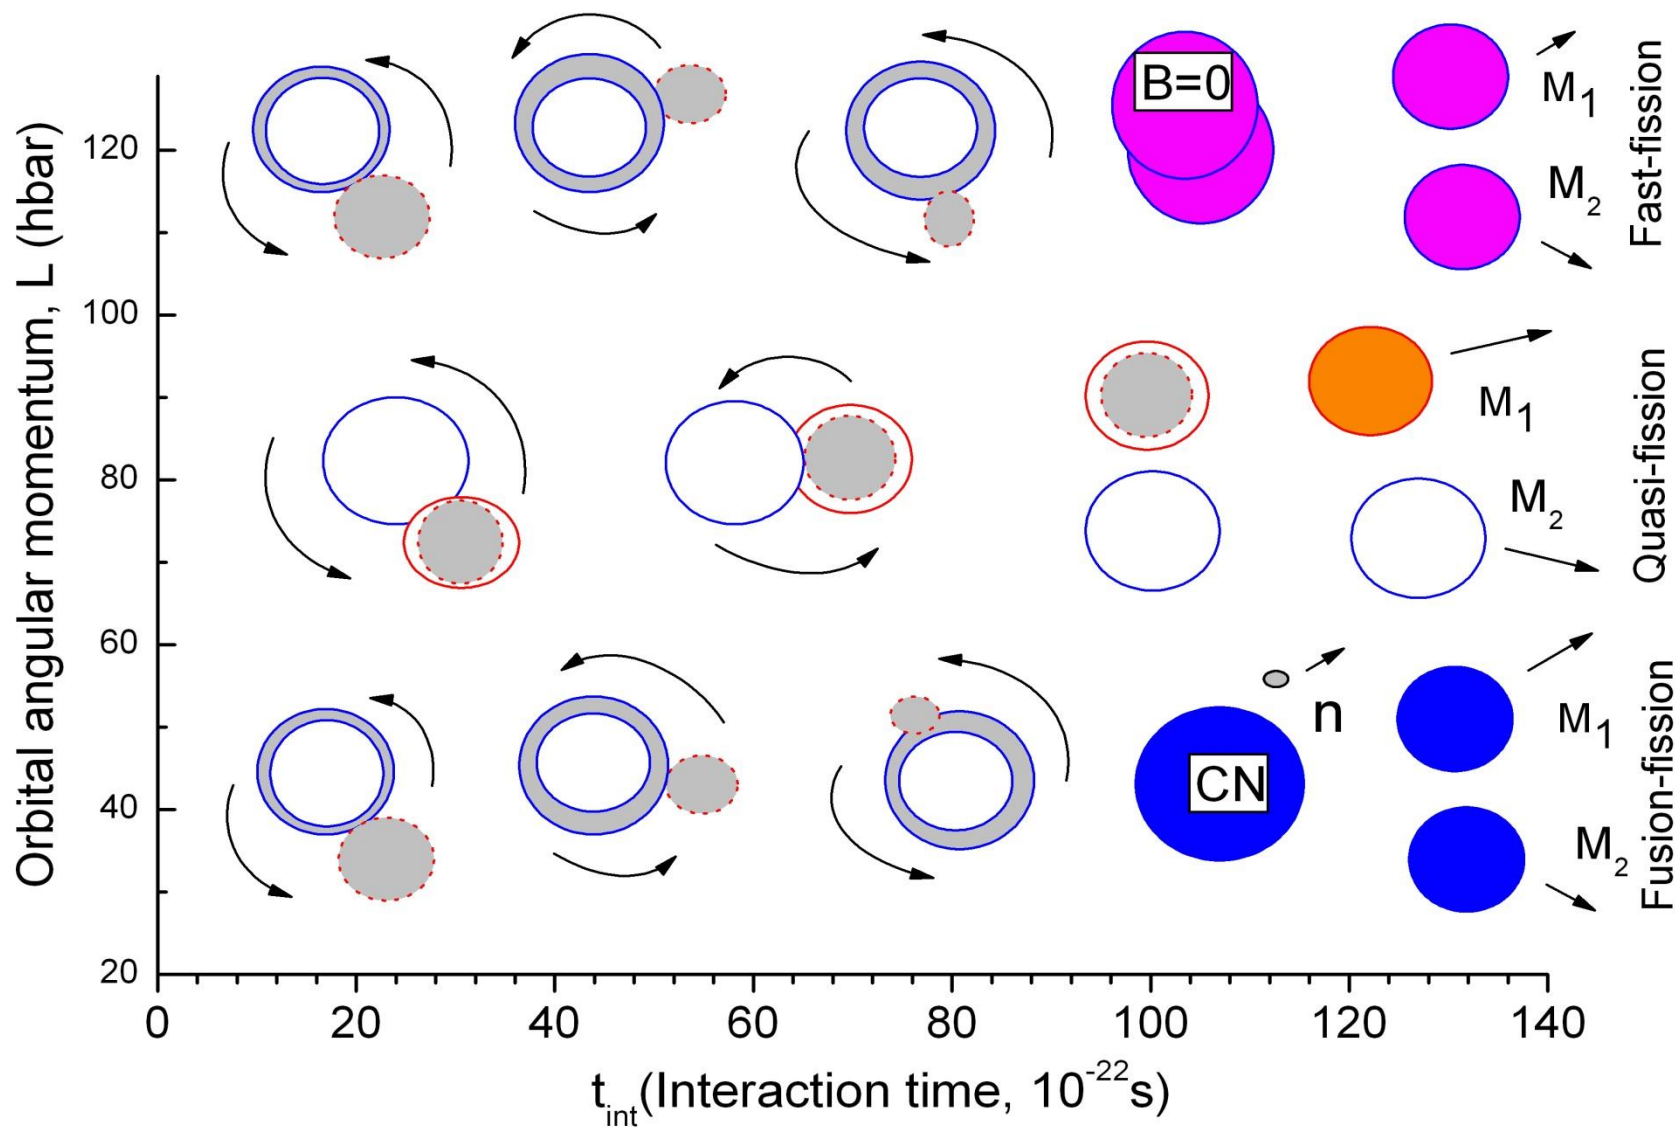 Orbital angular momentum, L (hbar)
120
100
80
60
40
20
B=0
M1
M2
Fast-fission
M1
M2
Quasi-fission
n
CN
M1
M2
Fusion-fission
0 20 40 60 80 100 120 140
tint(Interaction time, 10-22s)